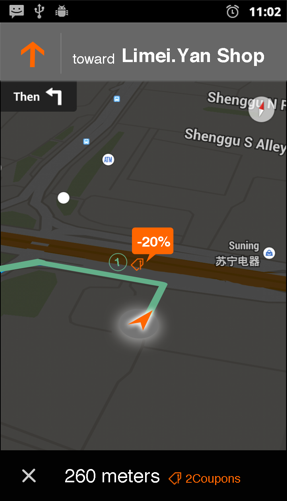 11:02
toward Limei.Yan Shop
Then
Shenggu N R
Shenggu S Alley
ATM
-20%
1
Suning
苏宁电器
260 meters 2Coupons